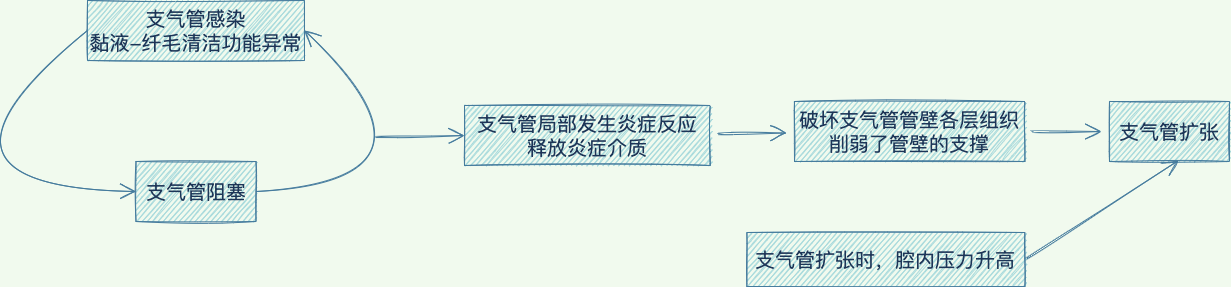 支气管感染
黏液-纤毛清洁功能异常
支气管阻塞
支气管局部发生炎症反应
释放炎症介质
破坏支气管管壁各层组织
削弱了管壁的支撑
支气管扩张
支气管扩张时，腔内压力升高